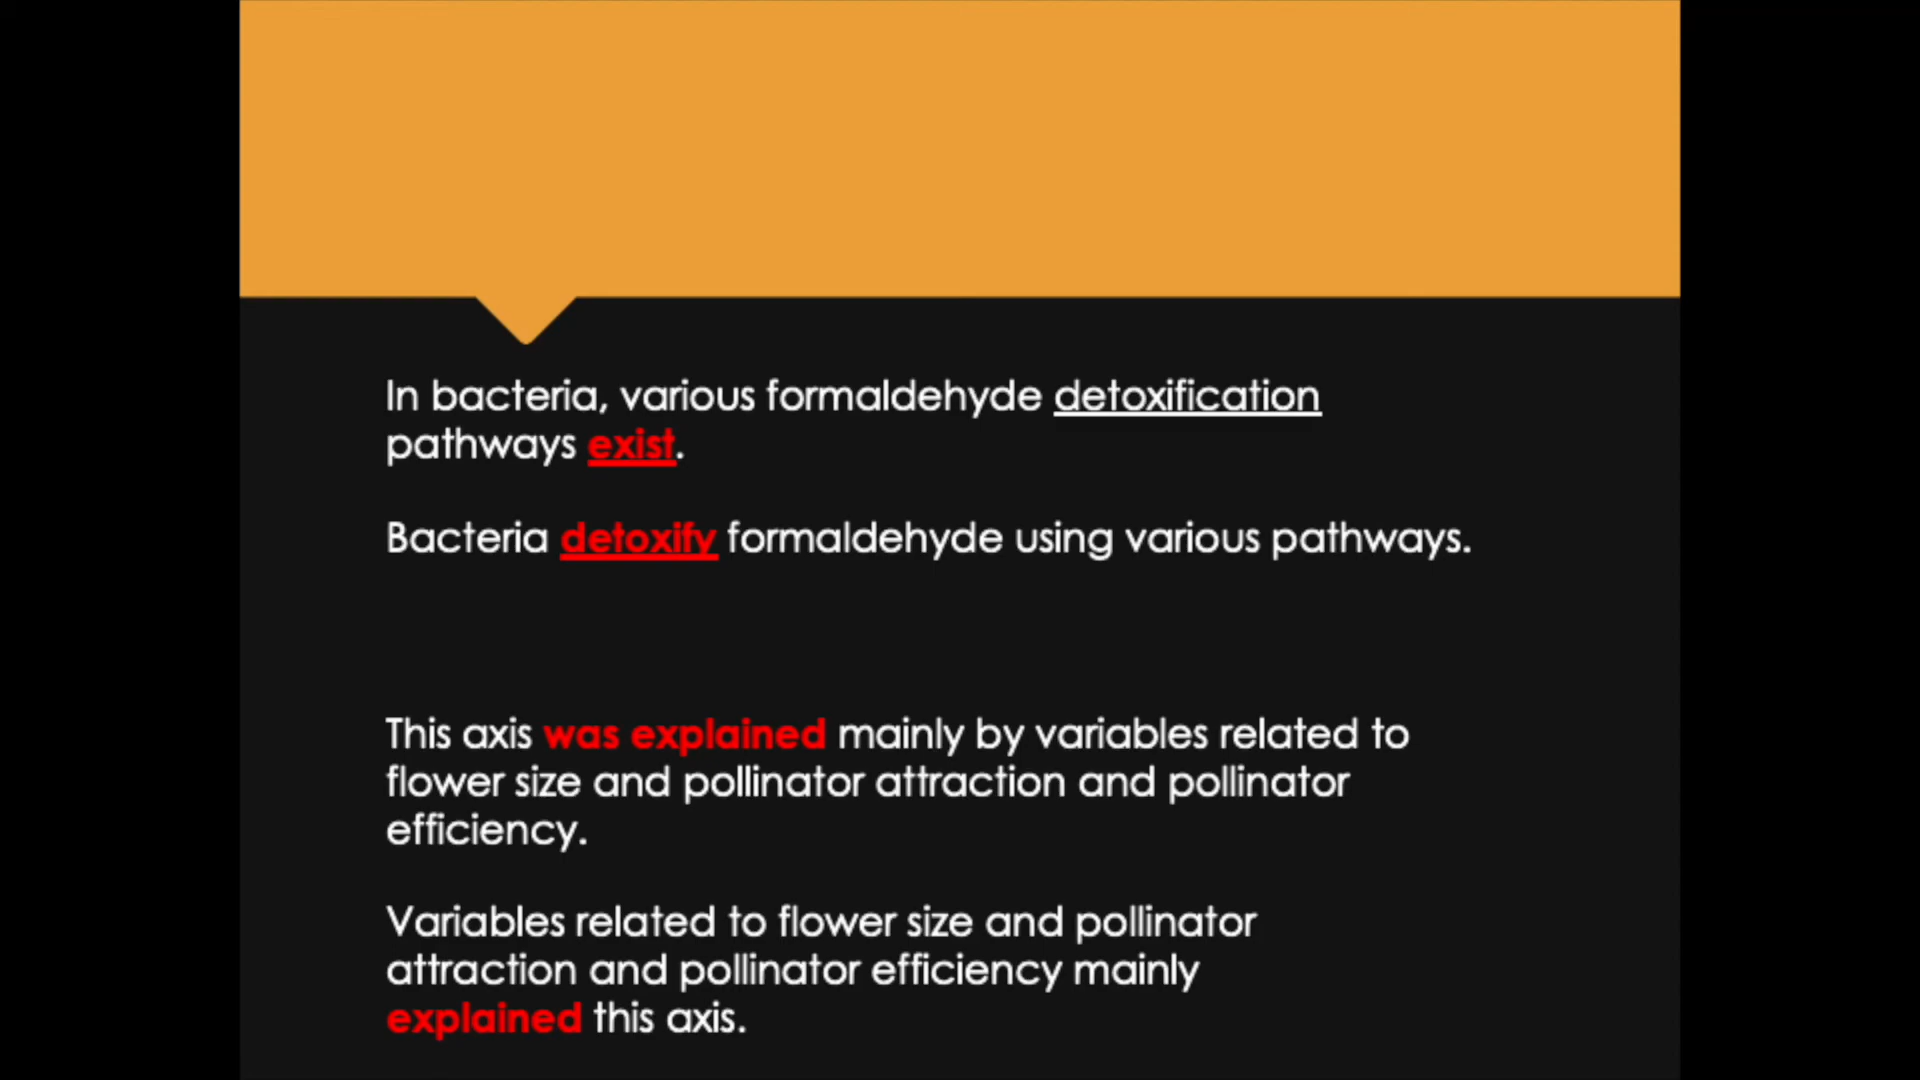 In bacteria, various formaldehyde detoxification
pathways exist.
Bacteria detoxify formaldehyde using various pathways.
This axis was explained mainly by variables related to
flower size and pollinator attraction and pollinator
efficiency.
Variables related to flower size and pollinator
attraction and pollinator efficiency mainly
explained this axis.